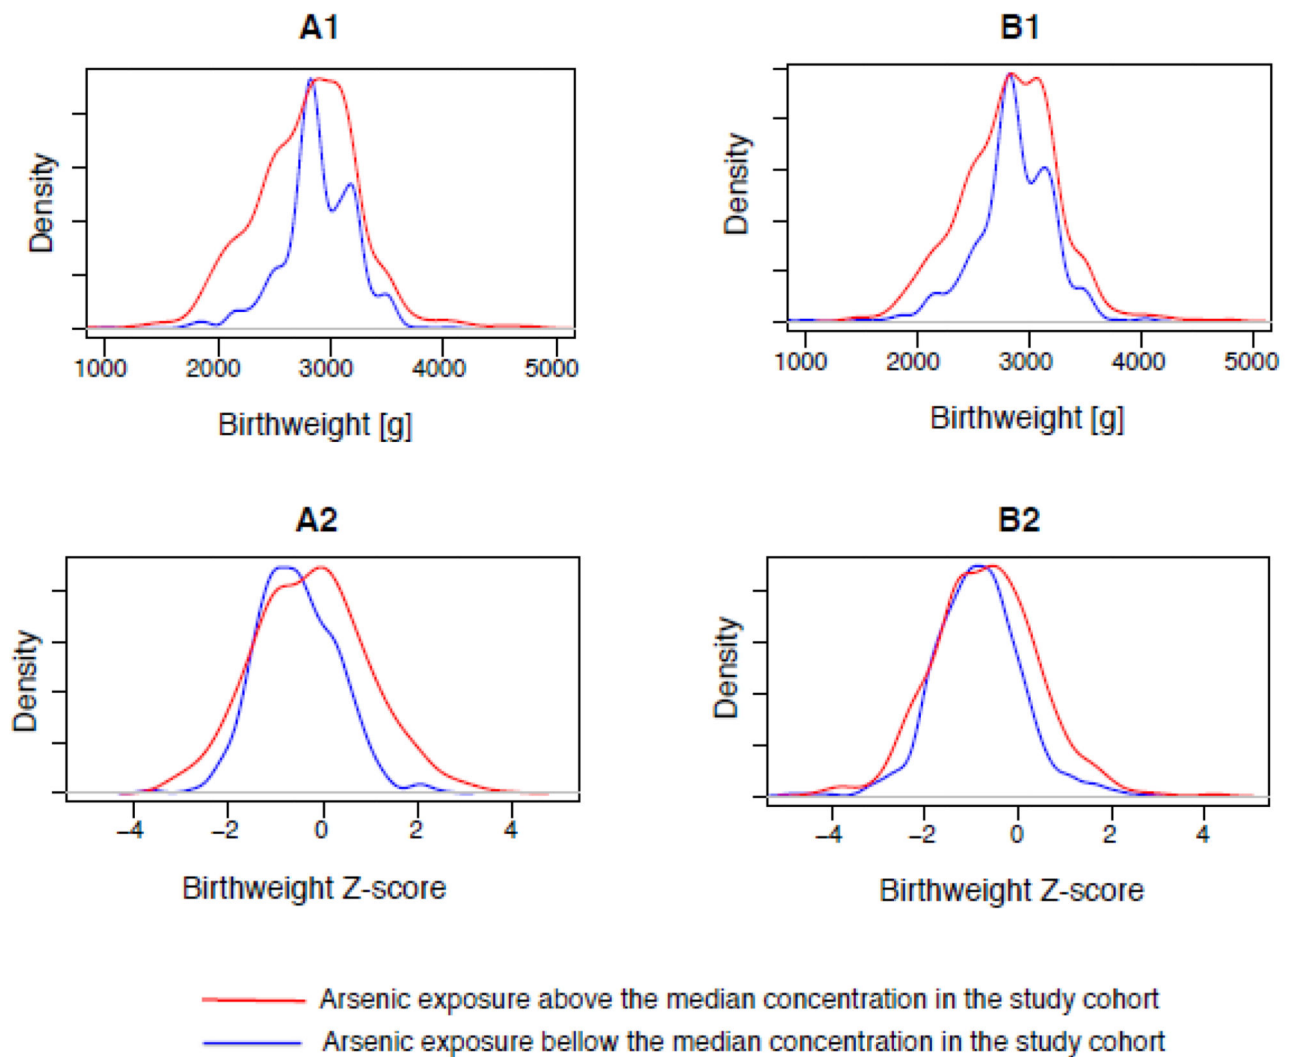 A1
B1
Density
Density
1000 2000 3000 4000 5000
1000 2000 3000 4000 5000
Birthweight [g]
Birthweight [g]
A2
B2
Density
Density
−4 −2 0 2 4
−4 −2 0 2 4
Birthweight Z-score
Birthweight Z-score
Arsenic exposure above the median concentration in the study cohort
Arsenic exposure bellow the median concentration in the study cohort